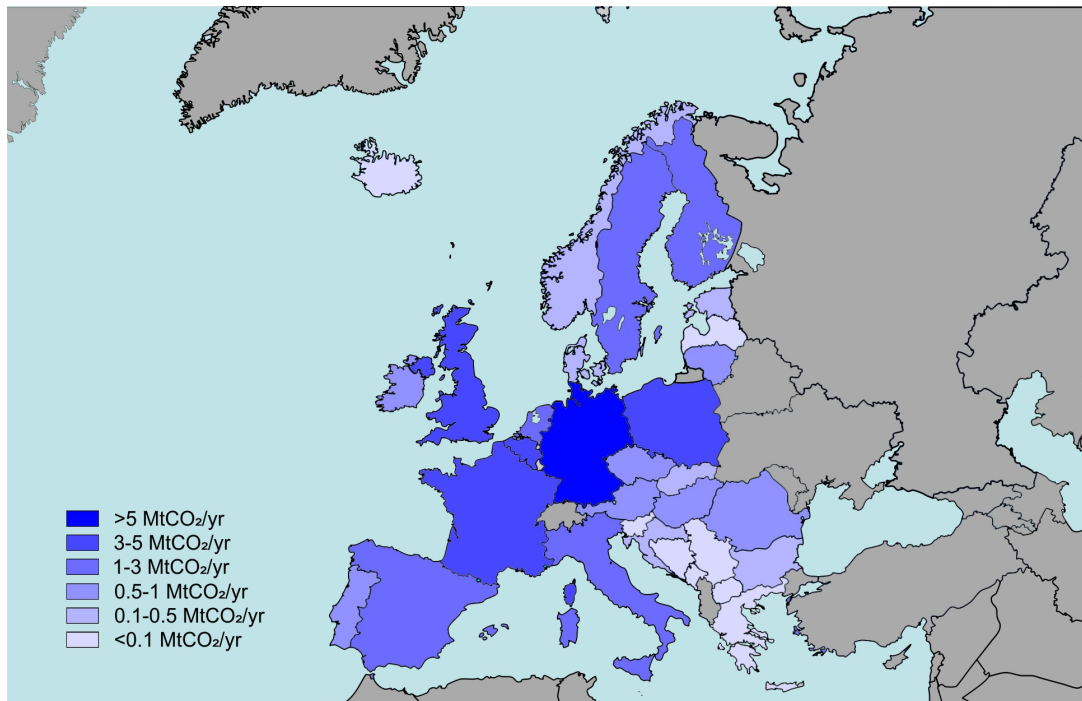 >5 MtCO₂/yr
3-5 MtCO₂/yr
1-3 MtCO₂/yr
0.5-1 MtCO₂/yr
0.1-0.5 MtCO₂/yr
<0.1 MtCO₂/yr